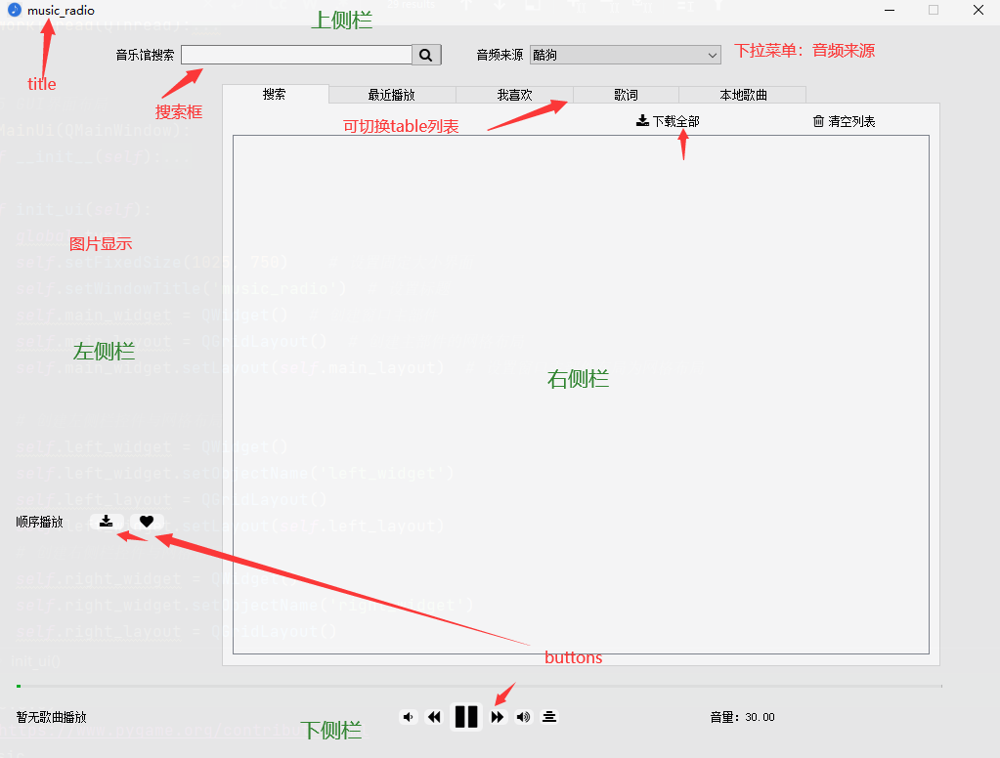 music_radio
上侧栏
音乐馆搜索
音频来源
酷狗
下拉菜单：音频来源
title
搜索框
搜索
最近播放
我喜欢
歌词
本地歌曲
可切换table列表
下载全部
清空列表
MainUi(QMainWindow):
__init__(self):
init_ui(self):
图片显示
self.setFixedSize(1025, 750)
self.setWindowTitle('music_radio')
self.main_widget = QWidget()
左侧栏
self.main_layout = QGridLayout()
self.main_widget.setLayout(self.main_layout)
右侧栏
self.left_widget = QWidget()
self.left_widget.setObjectName('left_widget')
self.left_layout = QGridLayout()
顺序播放
self.left_widget.setLayout(self.left_layout)
self.right_widget = QWidget()
self.right_widget.setObjectName('right_widget')
self.right_layout = QGridLayout()
buttons
init_ui()
暂无歌曲播放
音量：30.00
下侧栏